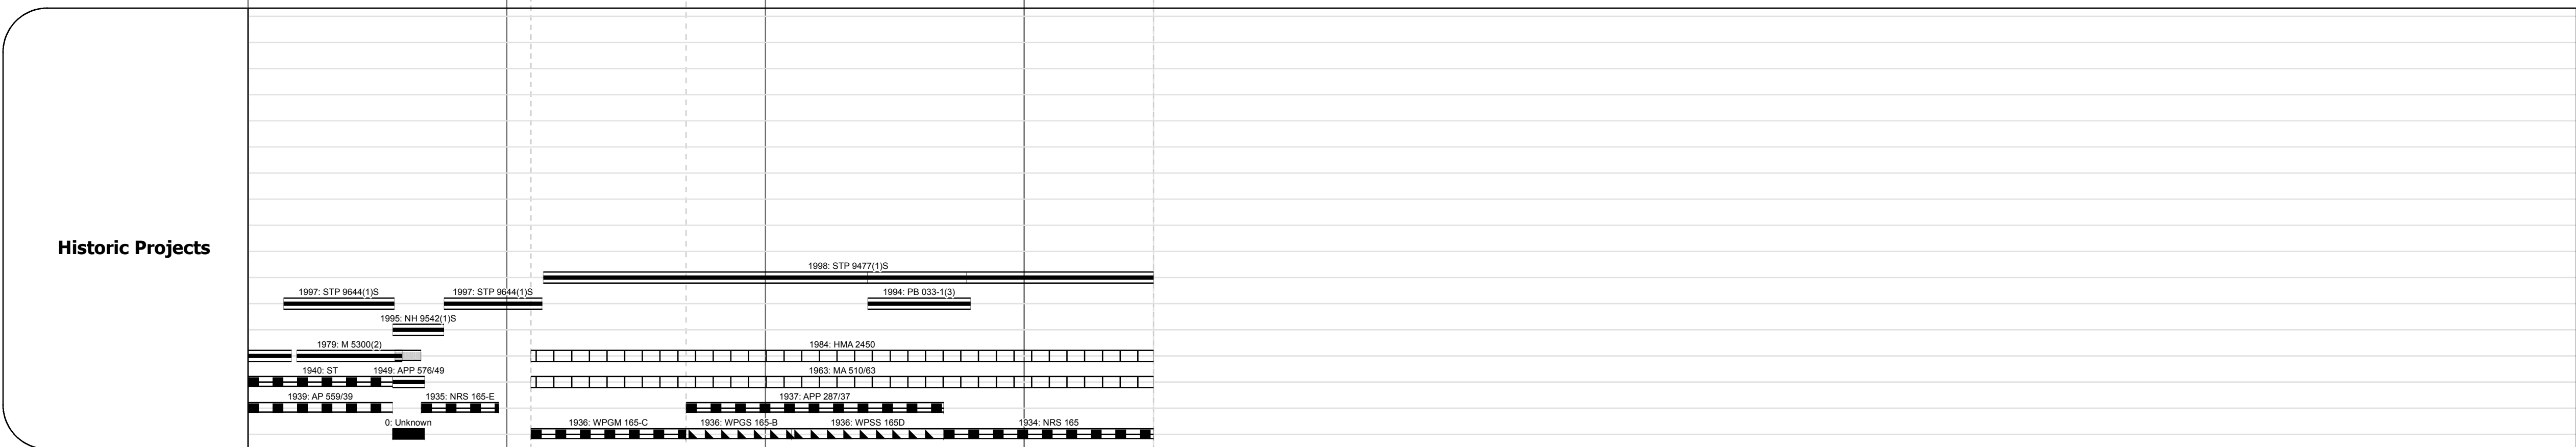 1998: STP 9477(1)S
1997: STP 9644(1)S 1997: STP 9644(1)S 1994: PB 033-1(3)
1995: NH 9542(1)S
1979: M 5300(2) 1984: HMA 2450
1940: ST 1949: APP 576/49 1963: MA 510/63
1939: AP 559/39 1935: NRS 165-E 1937: APP 287/37
0: Unknown 1936: WPGM 165-C 1936: WPGS 165-B 1936: WPSS 165D 1934: NRS 165
Historic Projects